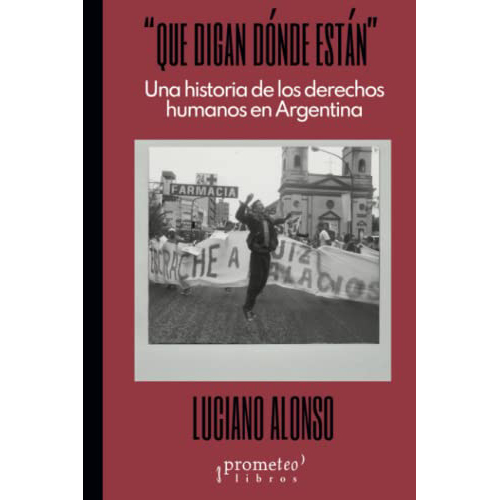 “QUE DIGAN DÓNDE ESTÁN”
Una historia de los derechos
humanos en Argentina
FARMACIA
LUCIANO ALONSO
prometeo
libros